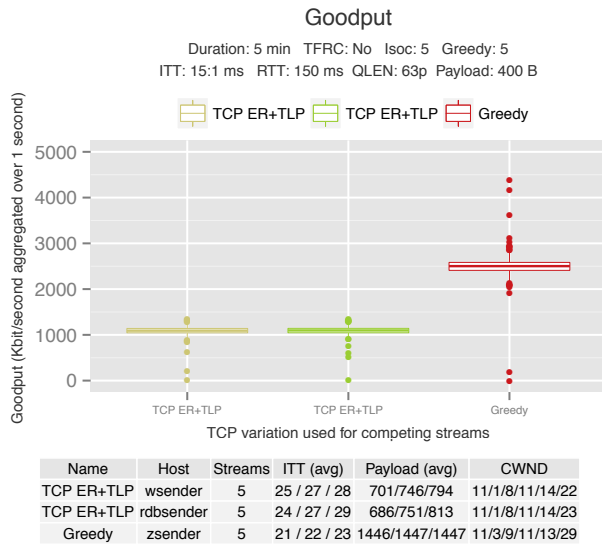 Goodput
Duration: 5 min TFRC: No Isoc: 5 Greedy: 5
ITT: 15:1 ms RTT: 150 ms QLEN: 63p Payload: 400 B
TCP ER+TLP TCP ER+TLP Greedy
Goodput (Kbit/second aggregated over 1 second)
5000
4000
3000
2000
1000
0
TCP ER+TLP TCP ER+TLP Greedy
TCP variation used for competing streams
Name Host Streams ITT (avg) Payload (avg) CWND
TCP ER+TLP wsender 5 25 / 27 / 28 701/746/794 11/1/8/11/14/22
TCP ER+TLP rdbsender 5 24 / 27 / 29 686/751/813 11/1/8/11/14/23
Greedy zsender 5 21 / 22 / 23 1446/1447/1447 11/3/9/11/13/29